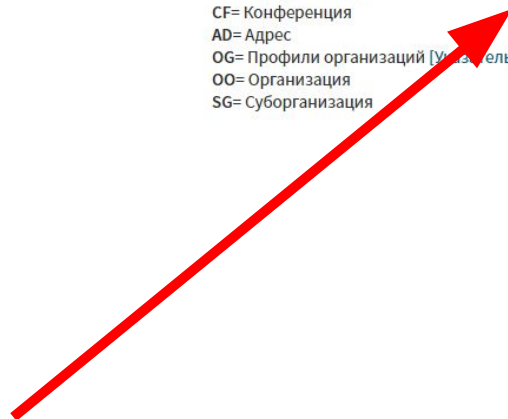 CF= Конференция
AD= Адрес
OG= Профили организаций
OO= Организация
SG= Суборганизация